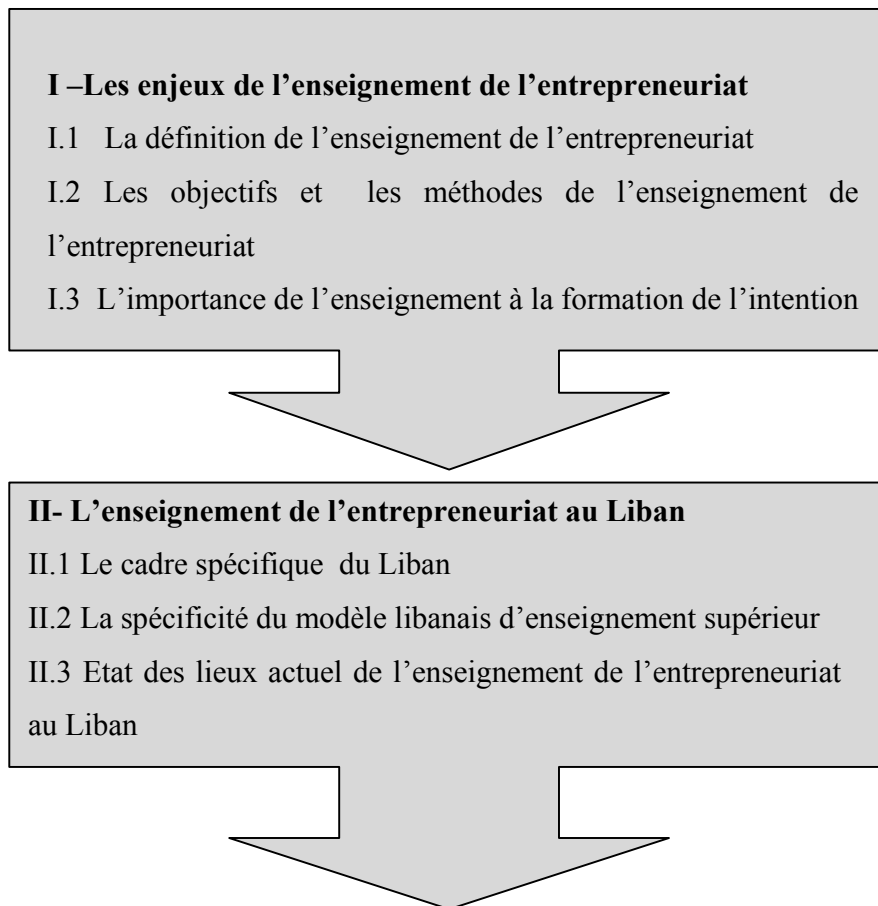 I –Les enjeux de l’enseignement de l’entrepreneuriat
I.1 La définition de l’enseignement de l’entrepreneuriat
I.2 Les objectifs et les méthodes de l’enseignement de
l’entrepreneuriat
I.3 L’importance de l’enseignement à la formation de l’intention
II- L’enseignement de l’entrepreneuriat au Liban
II.1 Le cadre spécifique du Liban
II.2 La spécificité du modèle libanais d’enseignement supérieur
II.3 Etat des lieux actuel de l’enseignement de l’entrepreneuriat
au Liban